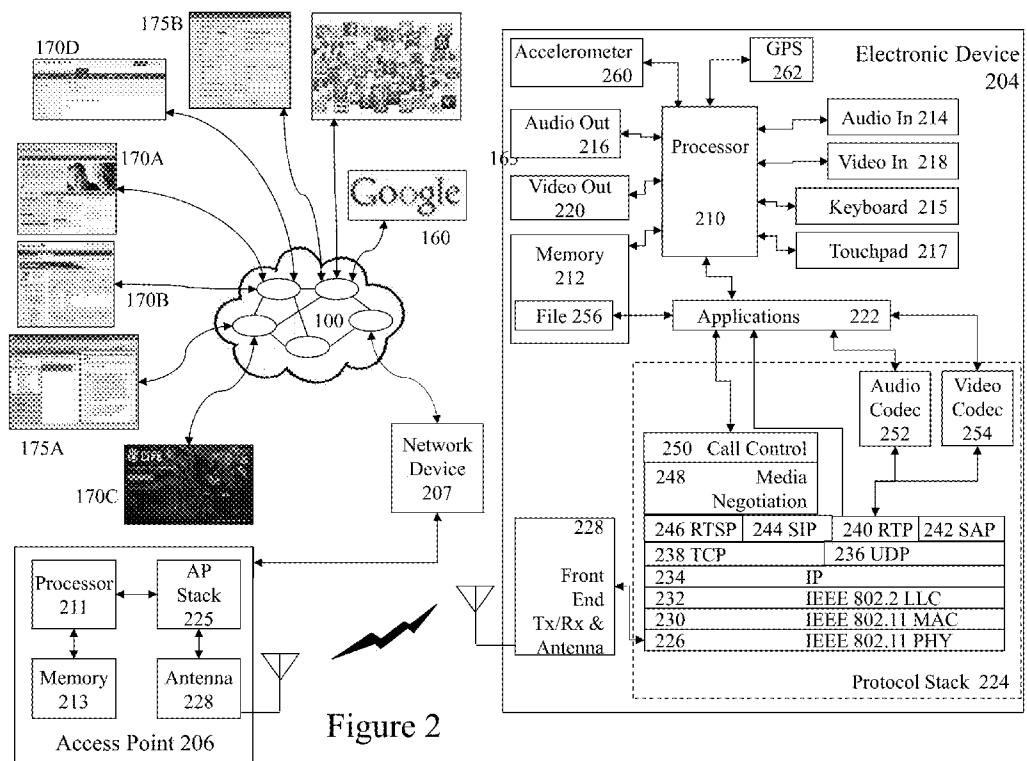 170D
175B
170A
170B
175A
170C
165
Google
160
100
Network
Device
207
Processor
211
AP
Stack
225
Memory
213
Antenna
228
Access Point 206
Figure 2
Electronic Device
204
Accelerometer
260
GPS
262
Audio Out
216
Processor
210
Audio In 214
Video In 218
Video Out
220
Keyboard 215
Touchpad 217
Memory
212
File 256
Applications 222
Audio
Codec
252
Video
Codec
254
250 Call Control
248 Media
Negotiation
246 RTSP 244 SIP 240 RTP 242 SAP
238 TCP 236 UDP
234 IP
232 IEEE 802.2 LLC
230 IEEE 802.11 MAC
226 IEEE 802.11 PHY
Protocol Stack 224
228
Front
End
Tx/Rx &
Antenna